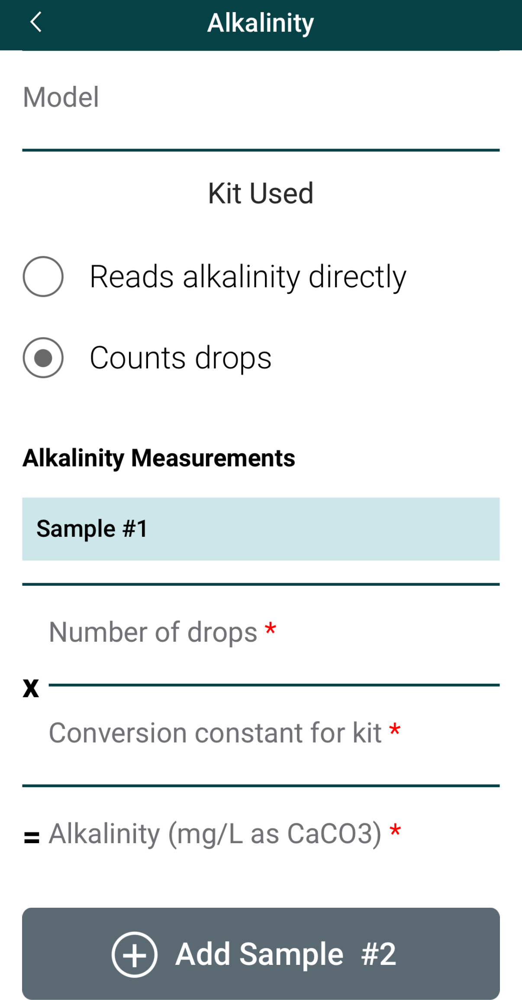 Alkalinity
Model
Kit Used
Reads alkalinity directly
Counts drops
Alkalinity Measurements
Sample #1
Number of drops *
x
Conversion constant for kit *
= Alkalinity (mg/L as CaCO3) *
Add Sample #2